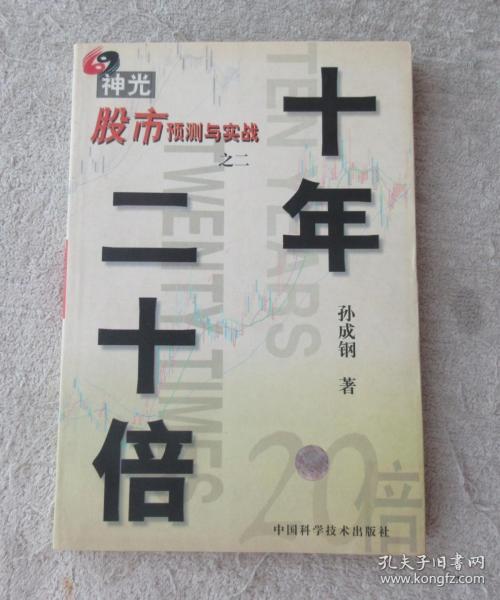 神光
股市预测与实战
之二
十年
二十倍
TEN YEARS
TWENTY TIMES
孙成钢 著
20倍
中国科学技术出版社
孔夫子旧书网
www.kongfz.com